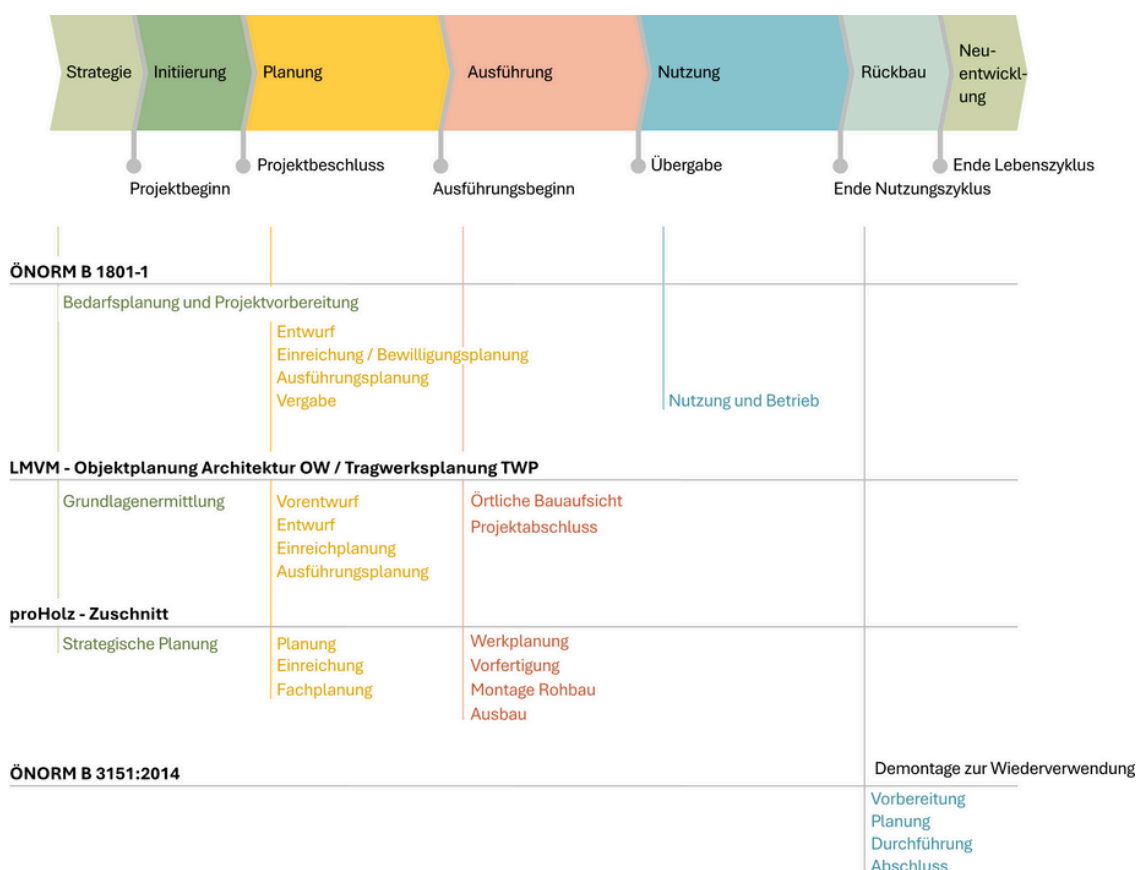 Strategie
Initiierung
Planung
Ausführung
Nutzung
Rückbau
Neu-
entwickl-
ung
Projektbeginn
Projektbeschluss
Ausführungsbeginn
Übergabe
Ende Nutzungszyklus
Ende Lebenszyklus
ÖNORM B 1801-1
Bedarfsplanung und Projektvorbereitung
Entwurf
Einreichung / Bewilligungsplanung
Ausführungsplanung
Vergabe
Nutzung und Betrieb
LMVM - Objektplanung Architektur OW / Tragwerksplanung TWP
Grundlagenermittlung
Vorentwurf
Entwurf
Einreichplanung
Ausführungsplanung
Örtliche Bauaufsicht
Projektabschluss
proHolz - Zuschnitt
Strategische Planung
Planung
Einreichung
Fachplanung
Werkplanung
Vorfertigung
Montage Rohbau
Ausbau
ÖNORM B 3151:2014
Demontage zur Wiederverwendung
Vorbereitung
Planung
Durchführung
Abschluss